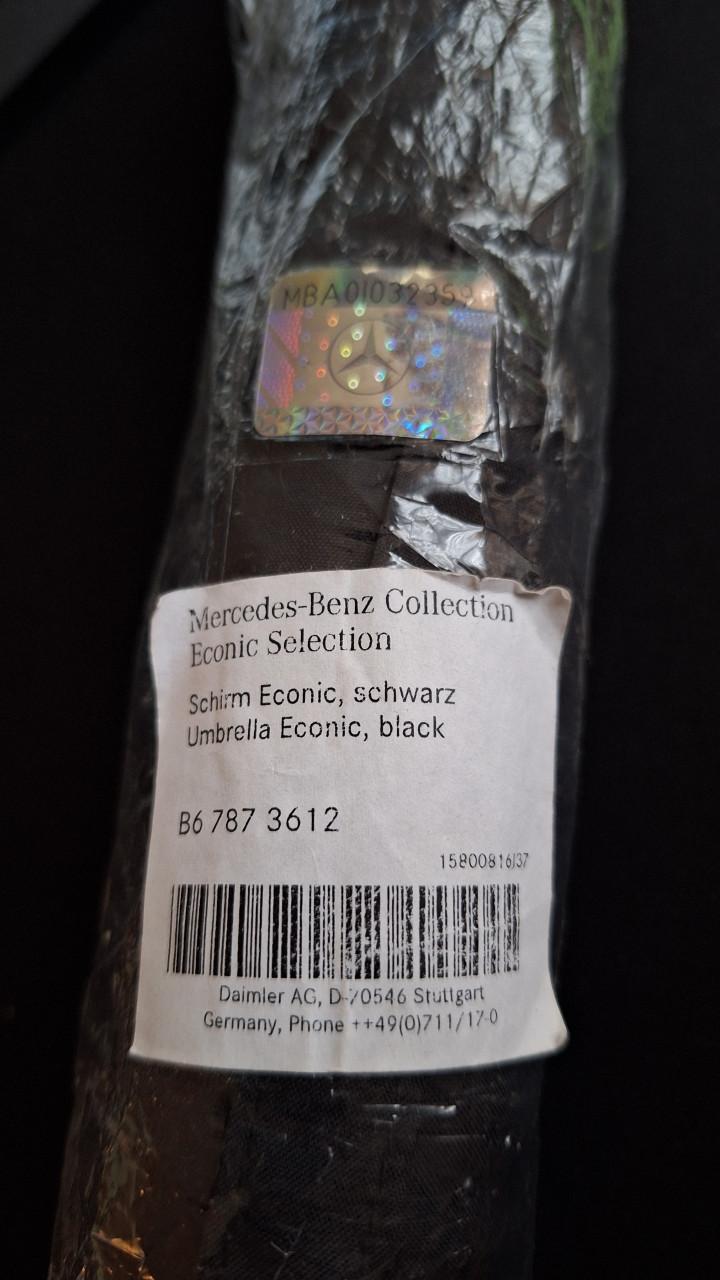 MBA01032359
Mercedes-Benz Collection
Econic Selection
Schirm Econic, schwarz
Umbrella Econic, black
B6 787 3612
15800816/37
Daimler AG, D-70546 Stuttgart
Germany, Phone ++49(0)711/17-0